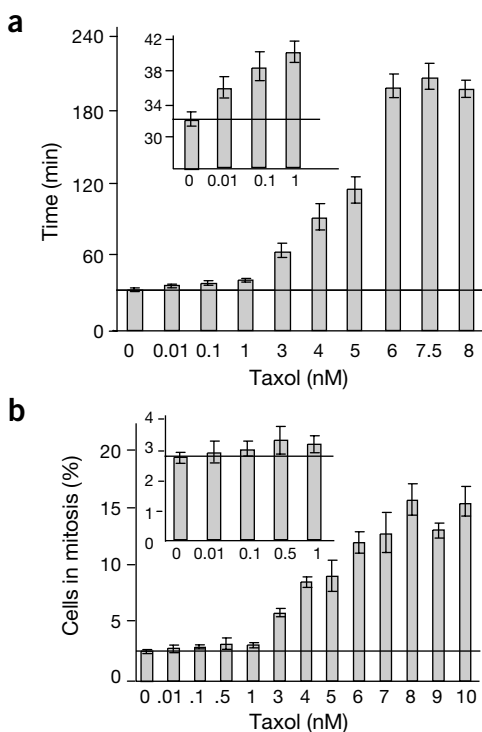 a
240
180
120
60
0
Time (min)
42
38
34
32
30
0 0.01 0.1 1
0 0.01 0.1 1 3 4 5 6 7.5 8
Taxol (nM)
b
20
15
10
5
0
Cells in mitosis (%)
4
3
2
1
0
0 0.01 0.1 0.5 1
0 .01 .1 .5 1 3 4 5 6 7 8 9 10
Taxol (nM)